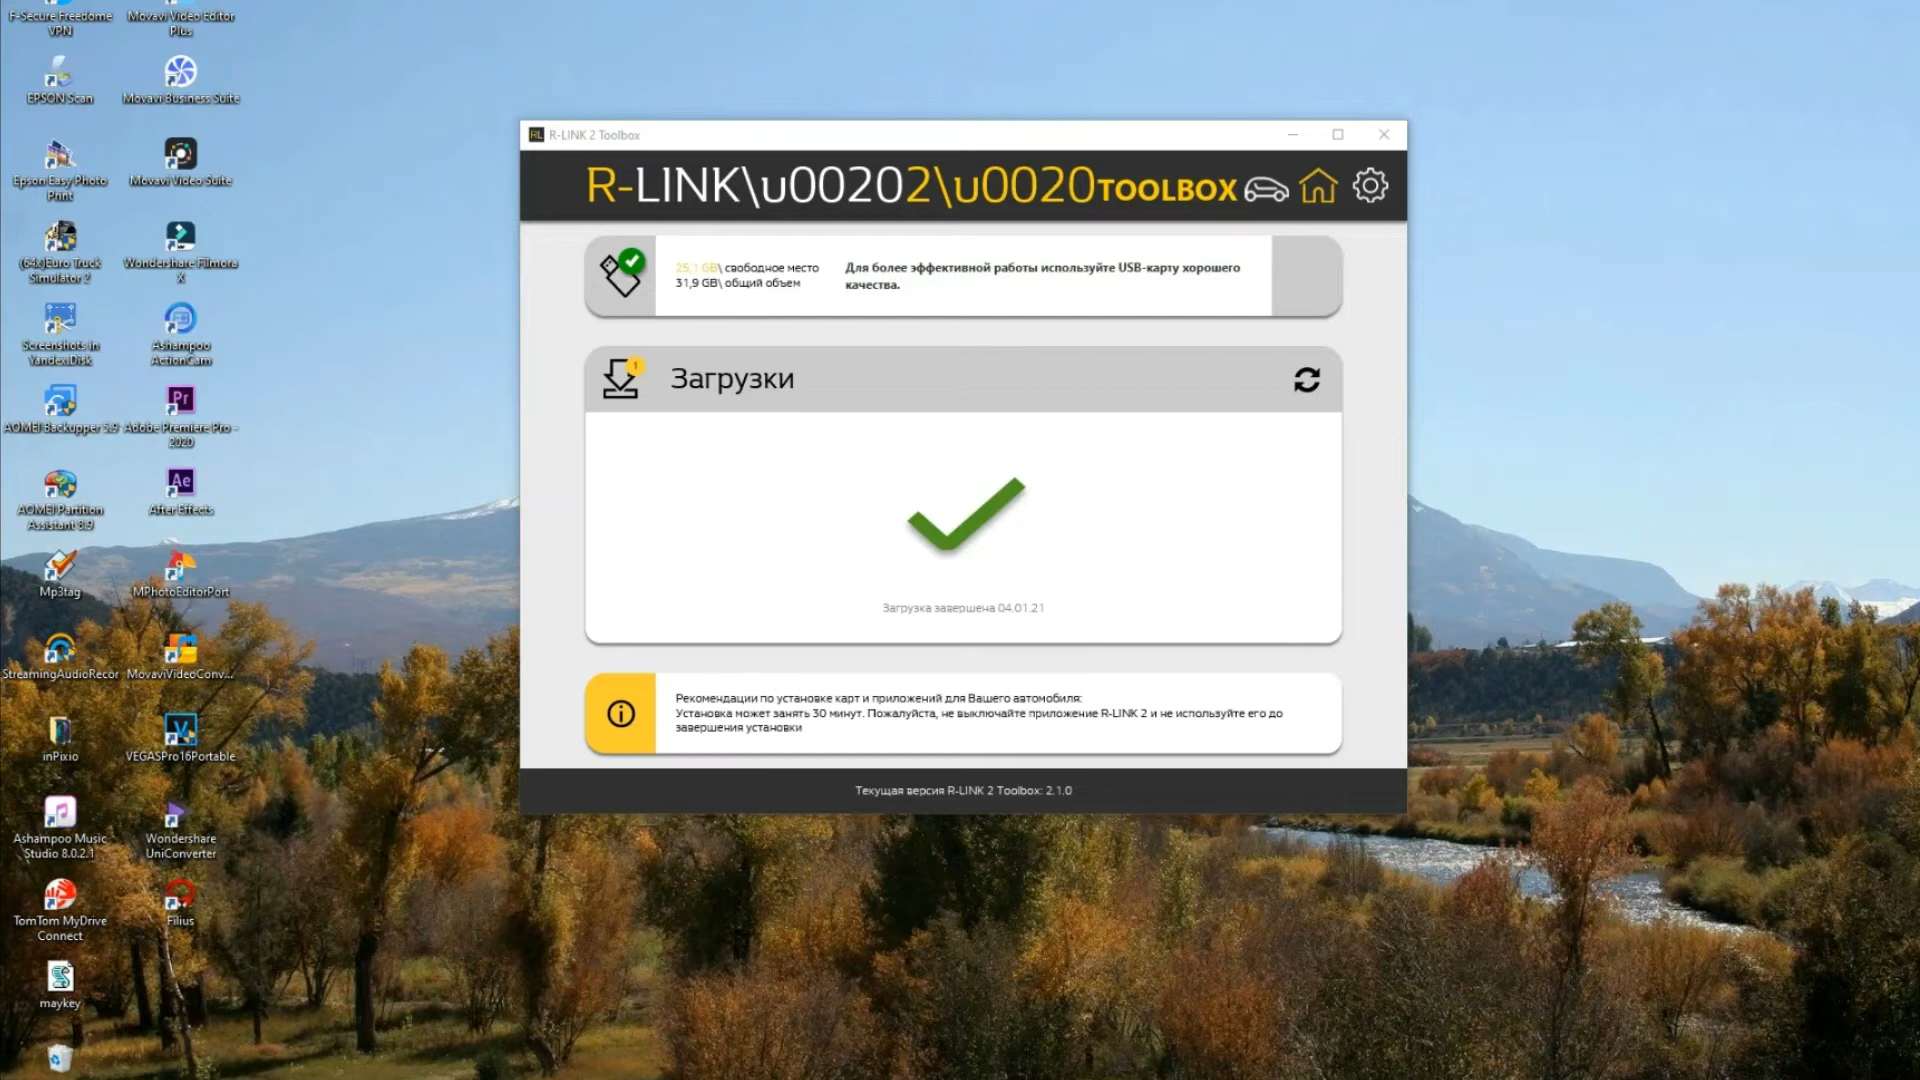 F-Secure Freedome
VPN
Movavi Video Editor
Plus
EPSON Scan
Movavi Business Suite
Epson Easy Photo
Print
Movavi Video Suite
(64x)Euro Truck
Simulator 2
Wondershare Filmora
X
Screenshots in
Yandex.Disk
Ashampoo
ActionCam
AOMEI Backupper 5.9
Adobe Premiere Pro -
2020
AOMEI Partition
Assistant 8.9
After Effects
Mp3tag
MPhotoEditorPort
StreamingAudioRecor
MovaviVideoConv...
inPixio
VEGASPro16Portable
Ashampoo Music
Studio 8.0.2.1
Wondershare
UniConverter
TomTom MyDrive
Connect
Filius
maykey
Pr
Ae
RL R-LINK 2 Toolbox
R-LINK\u00202\u0020TOOLBOX
25,1 GB\ свободное место
31,9 GB\ общий объем
Для более эффективной работы используйте USB-карту хорошего
качества.
1
Загрузки
Загрузка завершена 04.01.21
Рекомендации по установке карт и приложений для Вашего автомобиля:
Установка может занять 30 минут. Пожалуйста, не выключайте приложение R-LINK 2 и не используйте его до
завершения установки
Текущая версия R-LINK 2 Toolbox: 2.1.0